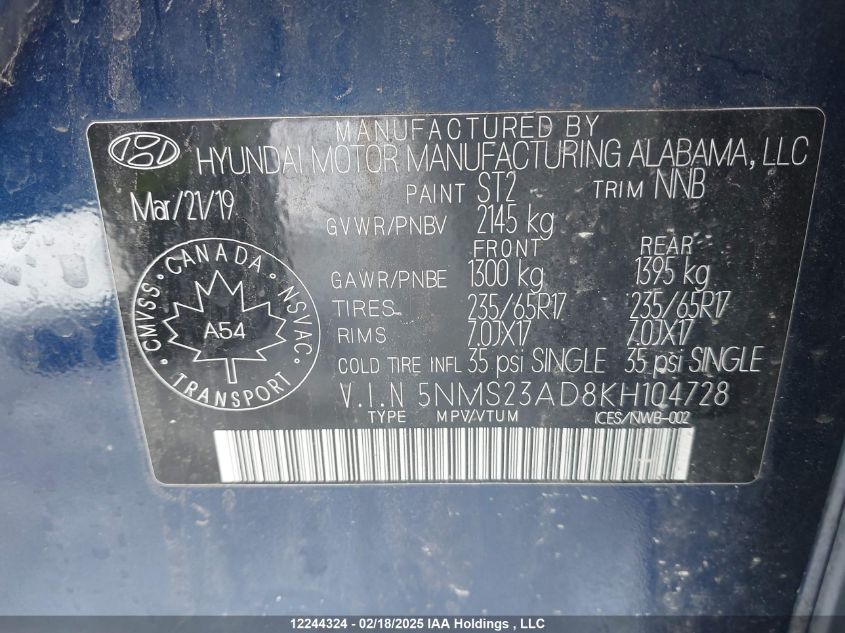 MANUFACTURED BY
HYUNDAI MOTOR MANUFACTURING ALABAMA, LLC
Mar/21/19 PAINT ST2 TRIM NNB
GVWR/PNBV 2145 kg
FRONT REAR
GAWR/PNBE 1300 kg 1395 kg
TIRES 235/65R17 235/65R17
RIMS 7.0JX17 7.0JX17
COLD TIRE INFL 35 psi SINGLE 35 psi SINGLE
V.I.N 5NMS23AD8KH104728
TYPE MPV/VTUM ICES/NWB-002
CMVSS · CANADA · NSVAC · TRANSPORT
A54
12244324 - 02/18/2025 IAA Holdings , LLC